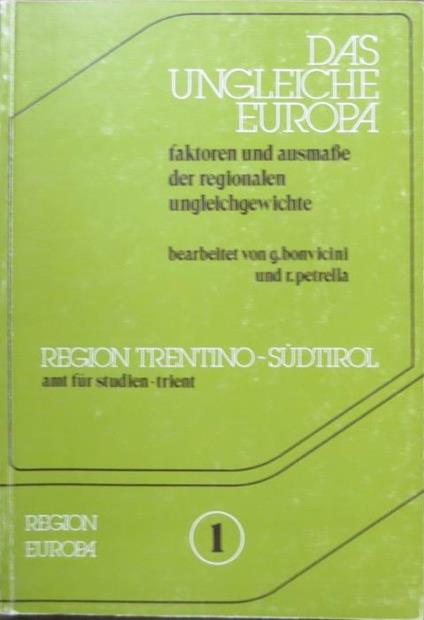 DAS
UNGLEICHE
EUROPA
faktoren und ausmaße
der regionalen
ungleichgewichte
bearbeitet von g.bonvicini
und r.petrella
REGION TRENTINO-SÜDTIROL
amt für studien-trient
REGION
EUROPA
1